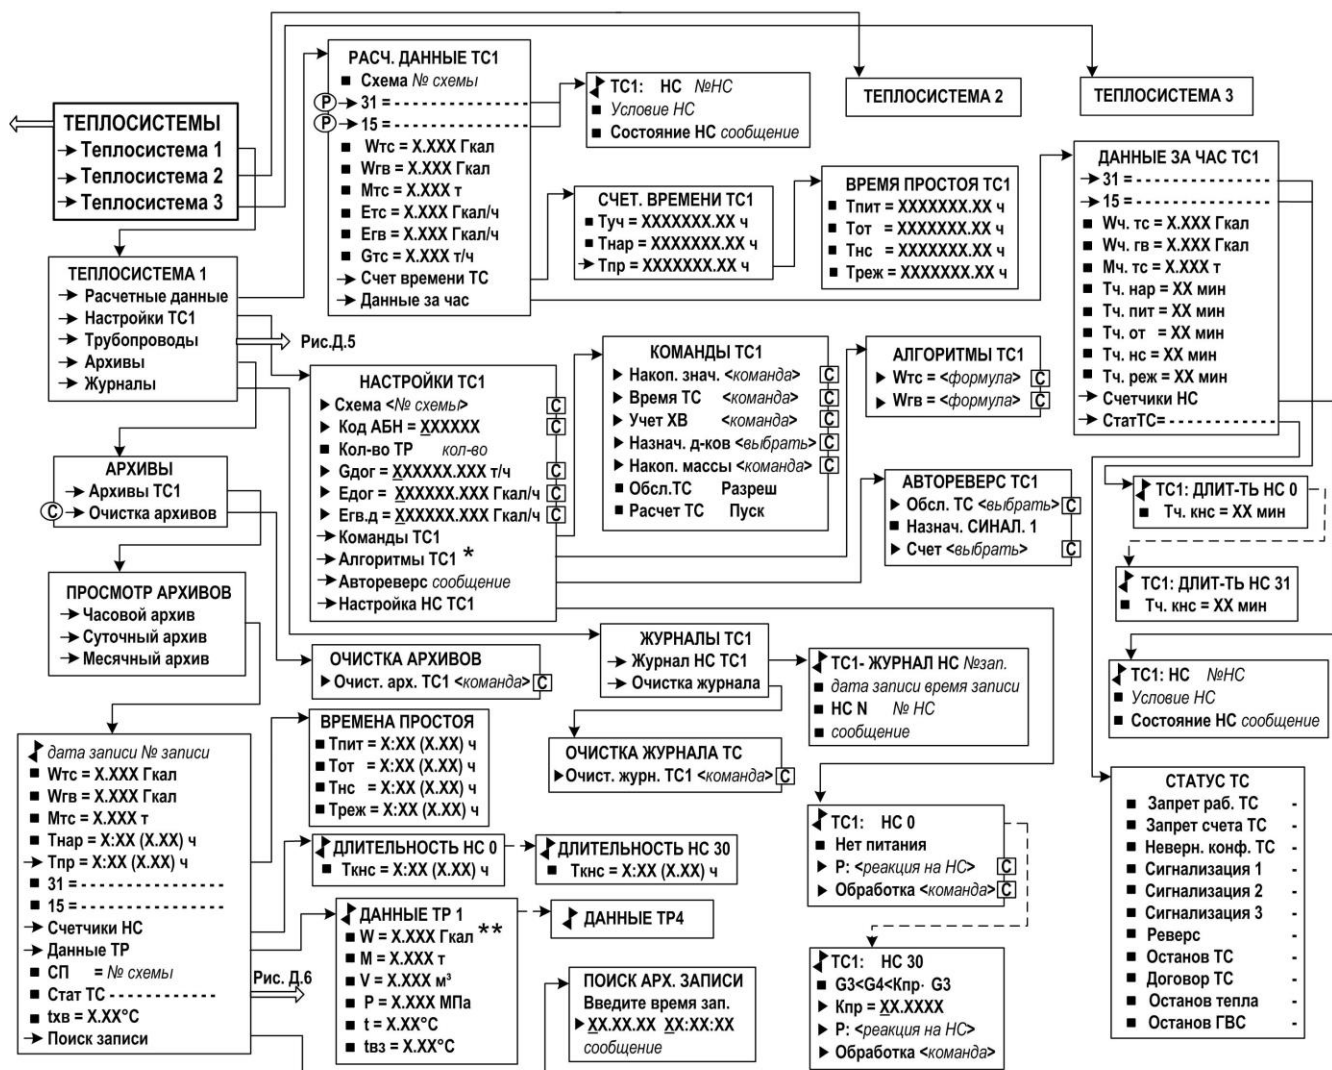 ТЕПЛОСИСТЕМЫ
Теплосистема 1
Теплосистема 2
Теплосистема 3
ТЕПЛОСИСТЕМА 1
Расчетные данные
Настройки ТС1
Трубопроводы
Архивы
Журналы
Рис.Д.5
РАСЧ. ДАННЫЕ ТС1
Схема № схемы
Р 31 = - - - - - - - - - - - - - - - -
Р 15 = - - - - - - - - - - - - - - - -
Wтс = X.XXX Гкал
Wгв = X.XXX Гкал
Мтс = X.XXX т
Етс = X.XXX Гкал/ч
Егв = X.XXX Гкал/ч
Gтс = X.XXX т/ч
Счет времени ТС
Данные за час
ТС1: НС №НС
Условие НС
Состояние НС сообщение
ТЕПЛОСИСТЕМА 2
ТЕПЛОСИСТЕМА 3
СЧЕТ. ВРЕМЕНИ ТС1
Туч = XXXXXXX.XX ч
Тнар = XXXXXXX.XX ч
Тпр = XXXXXXX.XX ч
ВРЕМЯ ПРОСТОЯ ТС1
Тпит = XXXXXXX.XX ч
Тот = XXXXXXX.XX ч
Тнс = XXXXXXX.XX ч
Треж = XXXXXXX.XX ч
ДАННЫЕ ЗА ЧАС ТС1
31 = - - - - - - - - - - - - - - - -
15 = - - - - - - - - - - - - - - - -
Wч. тс = X.XXX Гкал
Wч. гв = X.XXX Гкал
Мч. тс = X.XXX т
Тч. нар = XX мин
Тч. пит = XX мин
Тч. от = XX мин
Тч. нс = XX мин
Тч. реж = XX мин
Счетчики НС
СтатТС= - - - - - - - - - - - -
НАСТРОЙКИ ТС1
Схема <№ схемы> С
Код АБН = XXXXXX С
Кол-во ТР кол-во
Gдог = XXXXXX.XXX т/ч С
Едог = XXXXXX.XXX Гкал/ч С
Егв.д = XXXXXX.XXX Гкал/ч С
Команды ТС1
Алгоритмы ТС1 *
Автореверс сообщение
Настройка НС ТС1
КОМАНДЫ ТС1
Накоп. знач. <команда> С
Время ТС <команда> С
Учет ХВ <команда> С
Назнач. д-ков <выбрать> С
Накоп. массы <команда> С
Обсл.ТС Разреш
Расчет ТС Пуск
АЛГОРИТМЫ ТС1
Wтс = <формула> С
Wгв = <формула> С
АВТОРЕВЕРС ТС1
Обсл. ТС <выбрать> С
Назнач. СИНАЛ. 1
Счет <выбрать> С
ТС1: ДЛИТ-ТЬ НС 0
Тч. кнс = XX мин
ТС1: ДЛИТ-ТЬ НС 31
Тч. кнс = XX мин
ТС1: НС №НС
Условие НС
Состояние НС сообщение
АРХИВЫ
Архивы ТС1
С Очистка архивов
ПРОСМОТР АРХИВОВ
Часовой архив
Суточный архив
Месячный архив
ОЧИСТКА АРХИВОВ
Очист. арх. ТС1 <команда> С
ЖУРНАЛЫ ТС1
Журнал НС ТС1
Очистка журнала
ТС1- ЖУРНАЛ НС №зап.
дата записи время записи
НС N № НС
сообщение
ОЧИСТКА ЖУРНАЛА ТС
Очист. журн. ТС1 <команда> С
дата записи № записи
Wтс = X.XXX Гкал
Wгв = X.XXX Гкал
Мтс = X.XXX т
Тнар = X:XX (X.XX) ч
Тпр = X:XX (X.XX) ч
31 = - - - - - - - - - - - - - - - -
15 = - - - - - - - - - - - - - - - -
Счетчики НС
Данные ТР
СП = № схемы
Стат ТС - - - - - - - - - - - -
tхв = X.XX°C
Поиск записи
Рис. Д.6
ВРЕМЕНА ПРОСТОЯ
Тпит = X:XX (X.XX) ч
Тот = X:XX (X.XX) ч
Тнс = X:XX (X.XX) ч
Треж = X:XX (X.XX) ч
ДЛИТЕЛЬНОСТЬ НС 0
Ткнс = X:XX (X.XX) ч
ДЛИТЕЛЬНОСТЬ НС 30
Ткнс = X:XX (X.XX) ч
ДАННЫЕ ТР 1
W = X.XXX Гкал **
М = X.XXX т
V = X.XXX м³
Р = X.XXX МПа
t = X.XX°C
tвз = X.XX°C
ДАННЫЕ ТР4
ПОИСК АРХ. ЗАПИСИ
Введите время зап.
XX.XX.XX XX:XX:XX
сообщение
ТС1: НС 0
Нет питания
Р: <реакция на НС> С
Обработка <команда> С
ТС1: НС 30
G3<G4<Кпр· G3
Кпр = XX.XXXX
Р: <реакция на НС>
Обработка <команда>
СТАТУС ТС
Запрет раб. ТС -
Запрет счета ТС -
Неверн. конф. ТС -
Сигнализация 1 -
Сигнализация 2 -
Сигнализация 3 -
Реверс -
Останов ТС -
Договор ТС -
Останов тепла -
Останов ГВС -